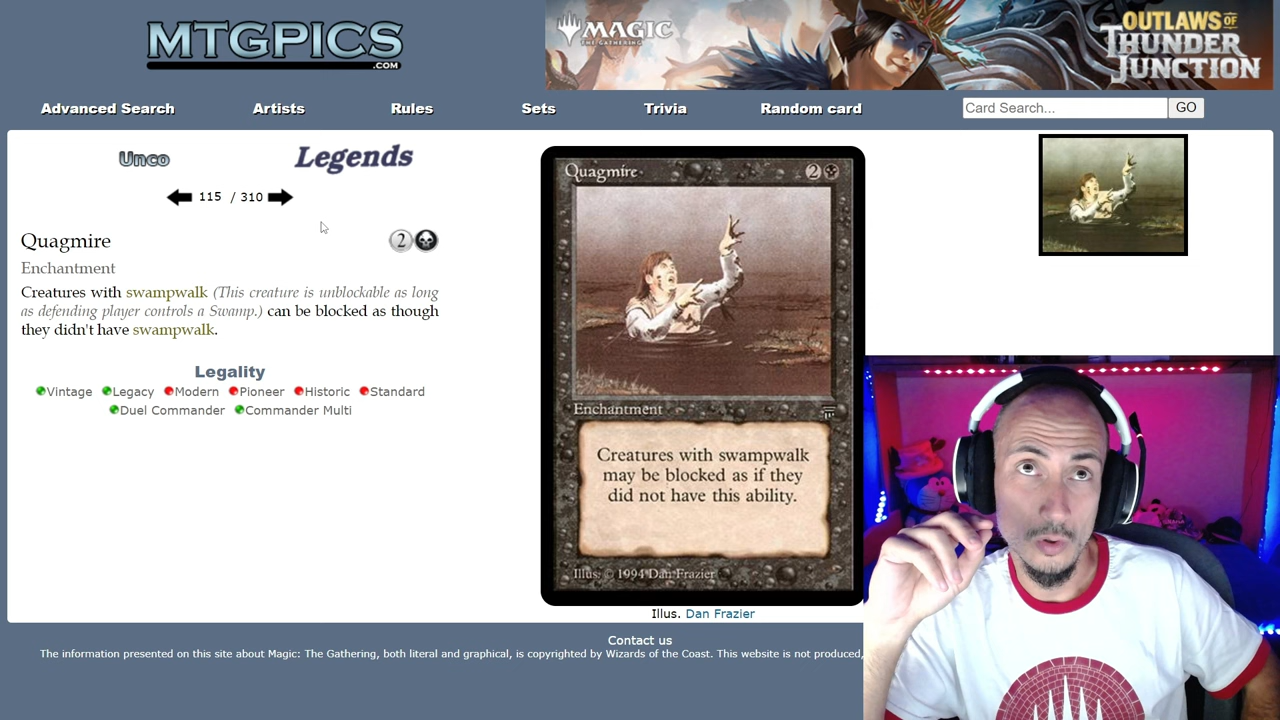 MTGPICS
.COM
MAGIC
THE GATHERING
OUTLAWS OF
THUNDER
JUNCTION
Advanced Search Artists Rules Sets Trivia Random card Card Search... GO
Unco Legends
115 / 310
Quagmire 2
Enchantment
Creatures with swampwalk (This creature is unblockable as long
as defending player controls a Swamp.) can be blocked as though
they didn't have swampwalk.
Legality
Vintage Legacy Modern Pioneer Historic Standard
Duel Commander Commander Multi
Quagmire 2
Enchantment
Creatures with swampwalk
may be blocked as if they
did not have this ability.
Illus. © 1994 Dan Frazier
Illus. Dan Frazier
Contact us
The information presented on this site about Magic: The Gathering, both literal and graphical, is copyrighted by Wizards of the Coast. This website is not produced,